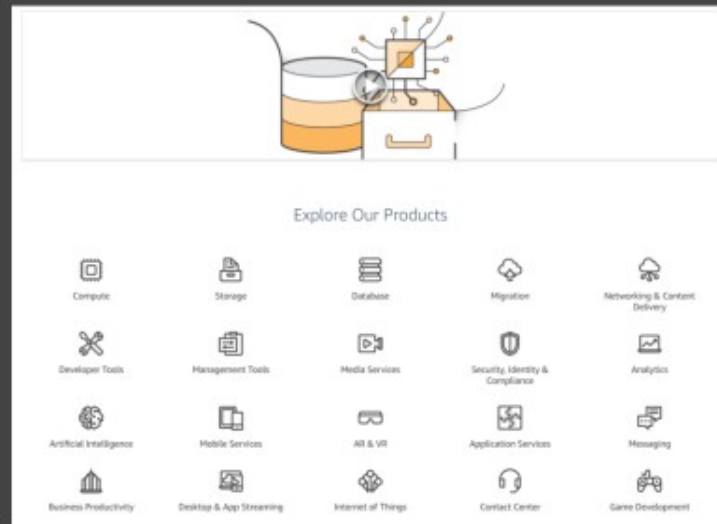 Explore Our Products
Compute
Storage
Database
Migration
Networking & Content
Delivery
Developer Tools
Management Tools
Media Services
Security, Identity &
Compliance
Analytics
Artificial Intelligence
Mobile Services
AR & VR
Application Services
Messaging
Business Productivity
Desktop & App Streaming
Internet of Things
Contact Center
Game Development